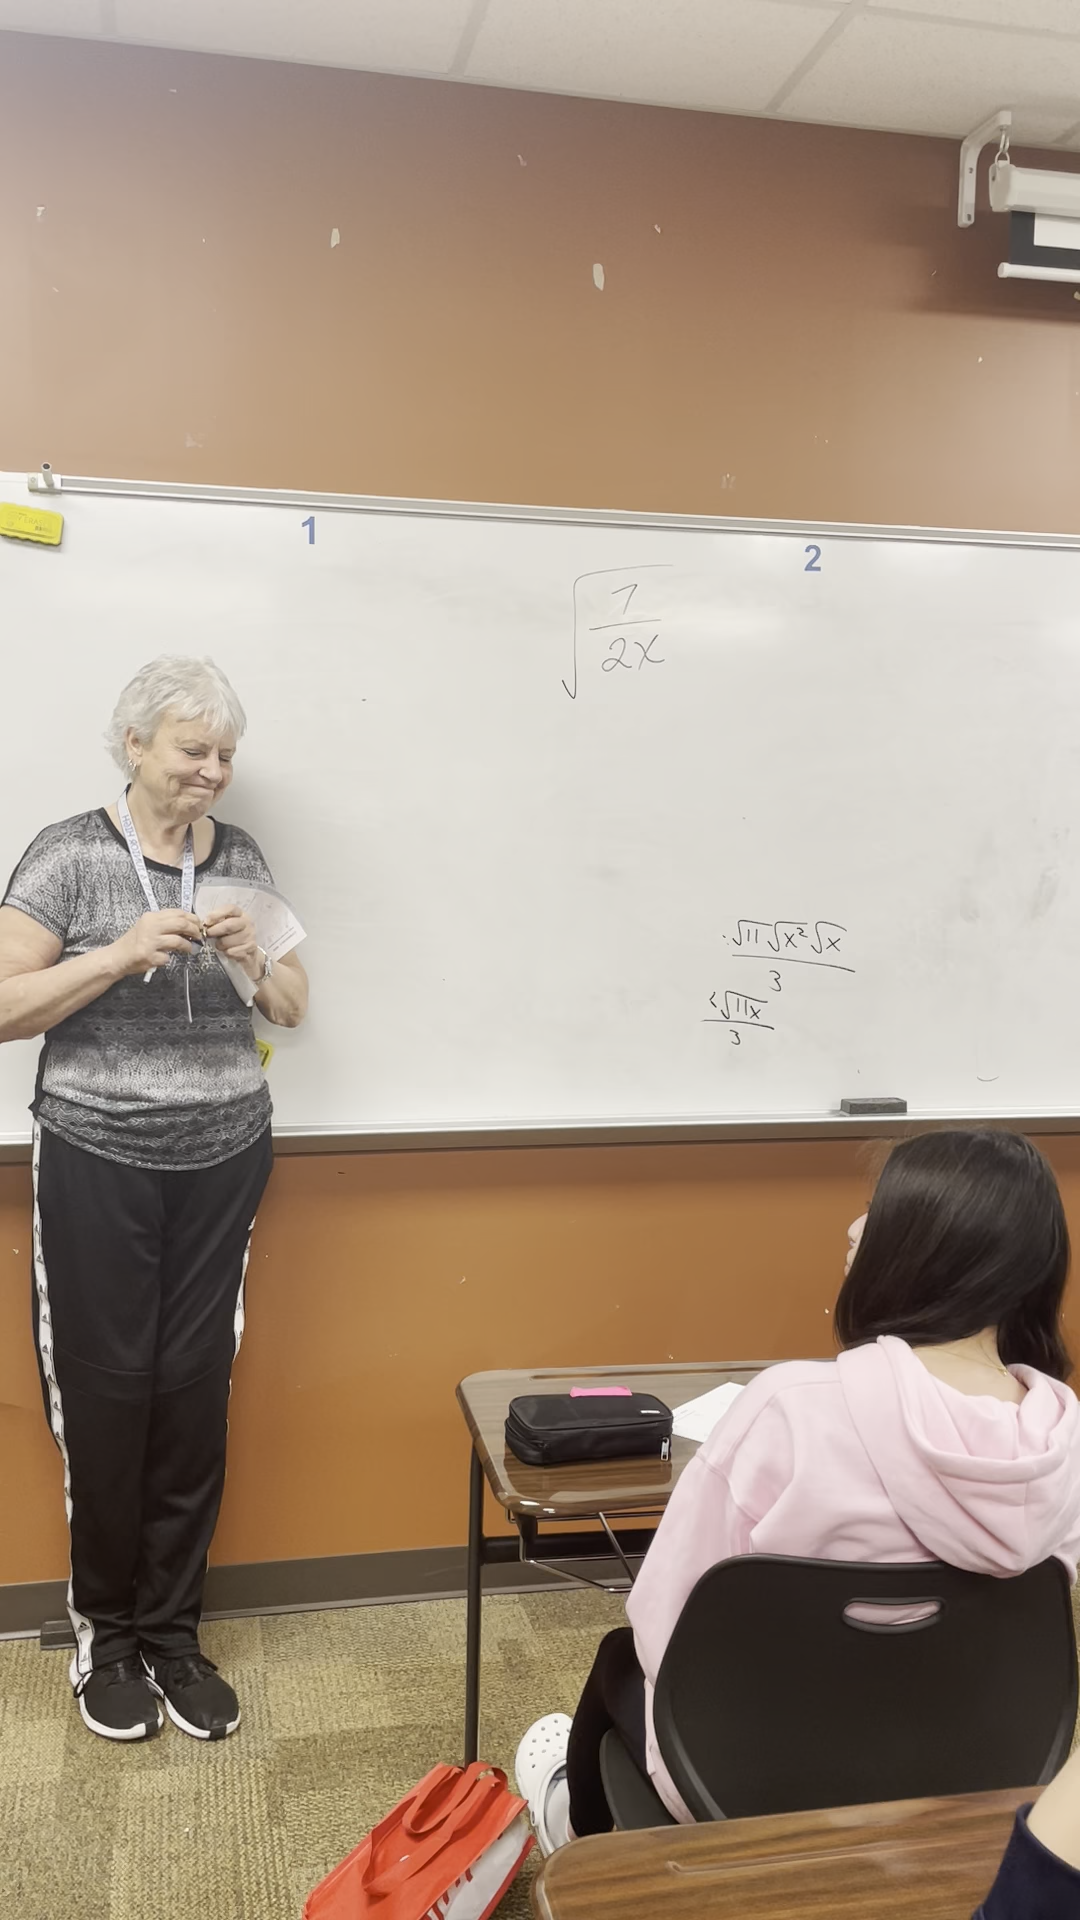 1
2
√(7/2x)
·√11 √x² √x
3
√11x
3